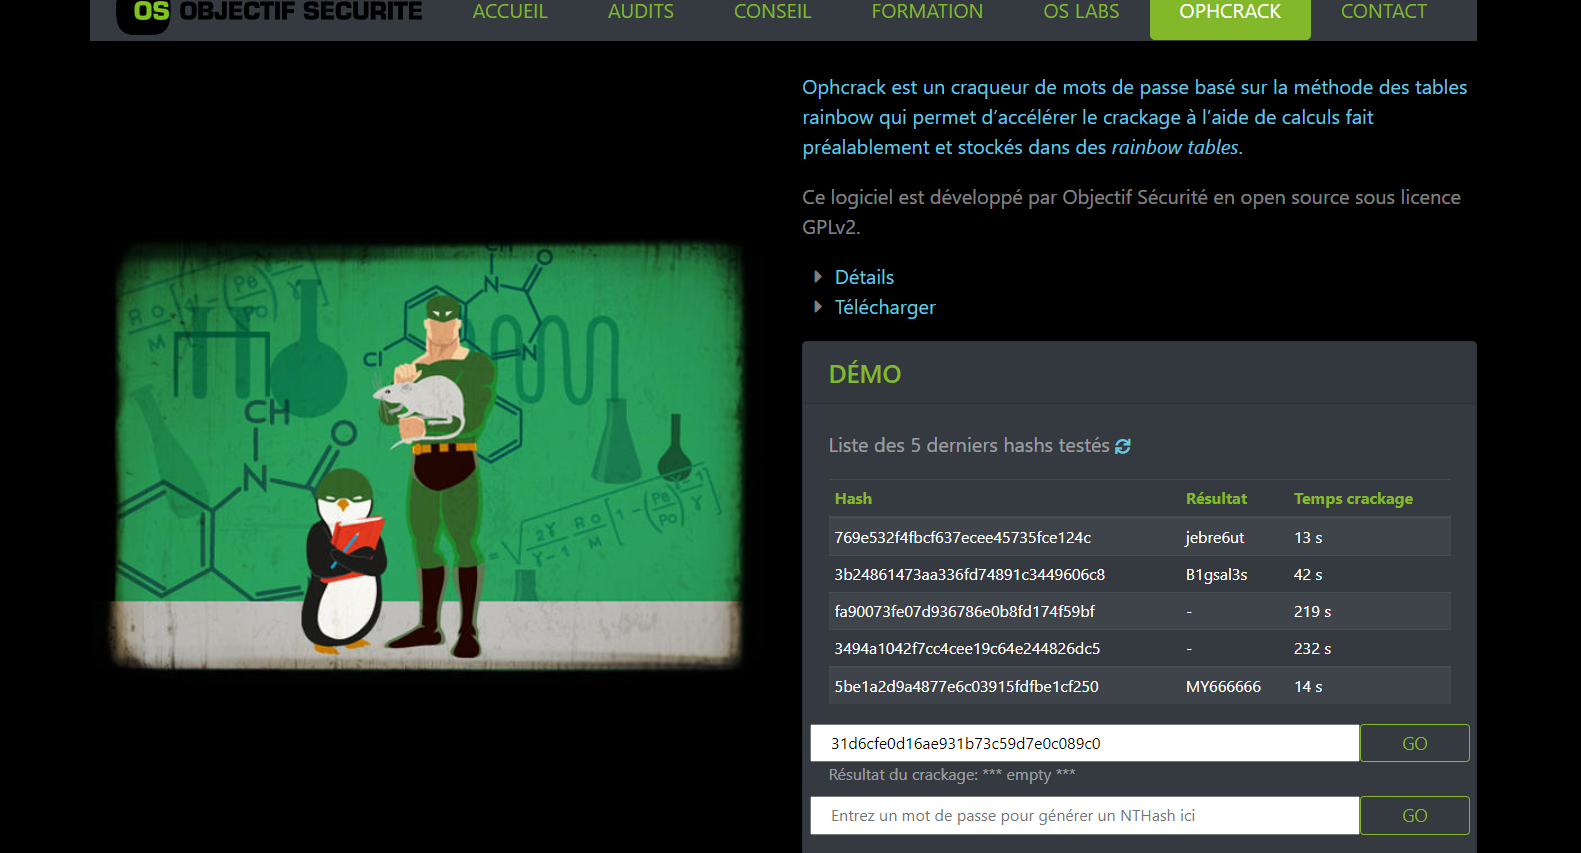 OS OBJECTIF SÉCURITÉ ACCUEIL AUDITS CONSEIL FORMATION OS LABS OPHCRACK CONTACT
Ophcrack est un craqueur de mots de passe basé sur la méthode des tables
rainbow qui permet d’accélérer le crackage à l’aide de calculs fait
préalablement et stockés dans des rainbow tables.
Ce logiciel est développé par Objectif Sécurité en open source sous licence
GPLv2.
Détails
Télécharger
DÉMO
Liste des 5 derniers hashs testés
Hash Résultat Temps crackage
769e532f4fbcf637ecee45735fce124c jebre6ut 13 s
3b24861473aa336fd74891c3449606c8 B1gsal3s 42 s
fa90073fe07d936786e0b8fd174f59bf - 219 s
3494a1042f7cc4cee19c64e244826dc5 - 232 s
5be1a2d9a4877e6c03915fdfbe1cf250 MY666666 14 s
31d6cfe0d16ae931b73c59d7e0c089c0 GO
Résultat du crackage: *** empty ***
Entrez un mot de passe pour générer un NTHash ici GO
CH
N
O
Cl
N
CH
N
O